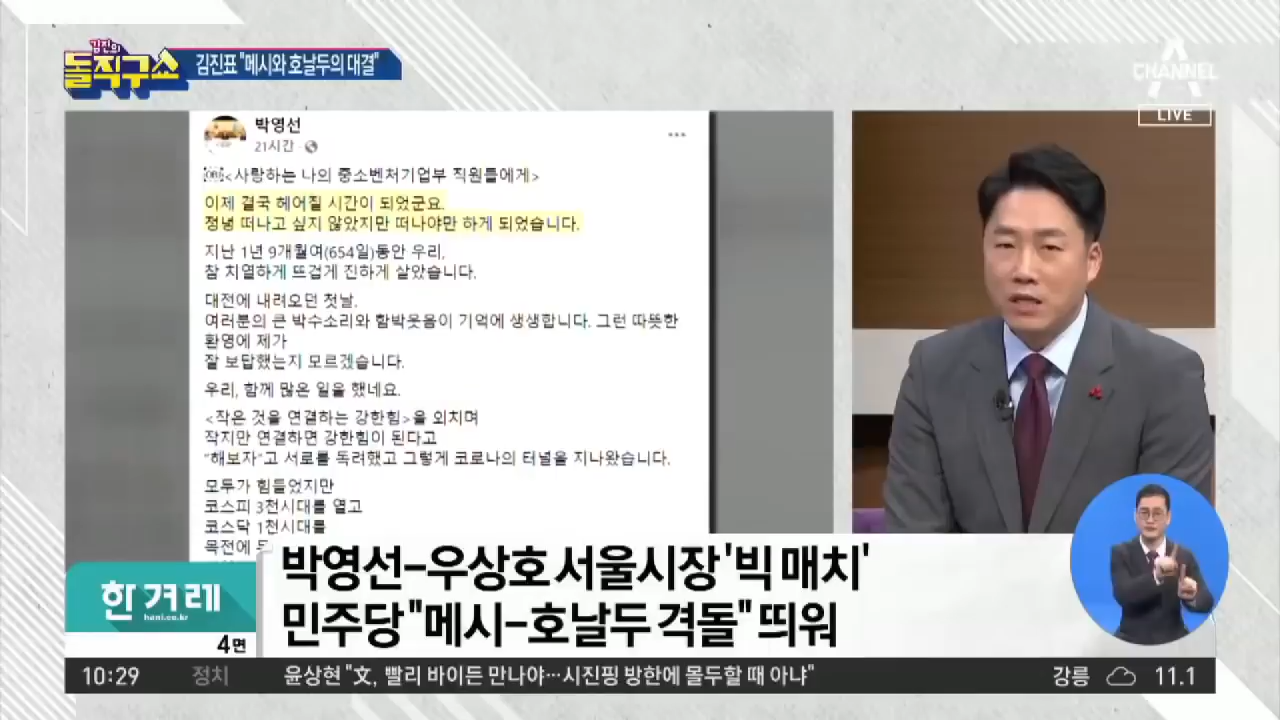 김진의
돌직구쇼
김진표 "메시와 호날두의 대결"
CHANNEL A
LIVE
박영선
21시간
<사랑하는 나의 중소벤처기업부 직원들에게>
이제 결국 헤어질 시간이 되었군요.
정녕 떠나고 싶지 않았지만 떠나야만 하게 되었습니다.
지난 1년 9개월여(654일)동안 우리,
참 치열하게 뜨겁게 진하게 살았습니다.
대전에 내려오던 첫날.
여러분의 큰 박수소리와 함박웃음이 기억에 생생합니다. 그런 따뜻한
환영에 제가
잘 보답했는지 모르겠습니다.
우리, 함께 많은 일을 했네요.
<작은 것을 연결하는 강한힘>을 외치며
작지만 연결하면 강한힘이 된다고
"해보자"고 서로를 독려했고 그렇게 코로나의 터널을 지나왔습니다.
모두가 힘들었지만
코스피 3천시대를 열고
코스닥 1천시대를
목전에
박영선-우상호 서울시장 '빅 매치'
민주당 "메시-호날두 격돌" 띄워
한겨레
hani.co.kr
4면
10:29 정치 윤상현 "文, 빨리 바이든 만나야…시진핑 방한에 몰두할 때 아냐" 강릉 11.1